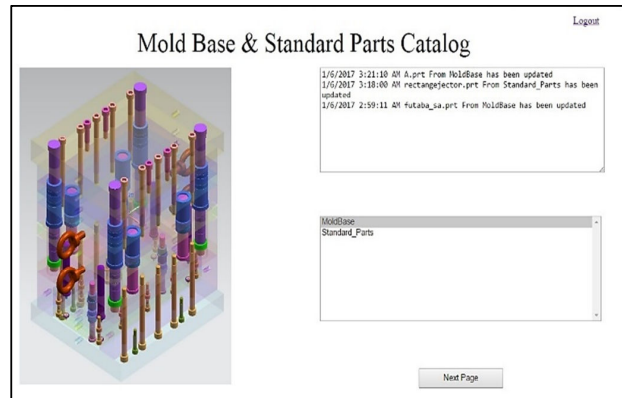 Logout
Mold Base & Standard Parts Catalog
1/6/2017 3:21:10 AM A.prt From MoldBase has been updated
1/6/2017 3:18:00 AM rectangejector.prt From Standard_Parts has been
updated
1/6/2017 2:59:11 AM futaba_sa.prt From MoldBase has been updated
MoldBase
Standard_Parts
Next Page